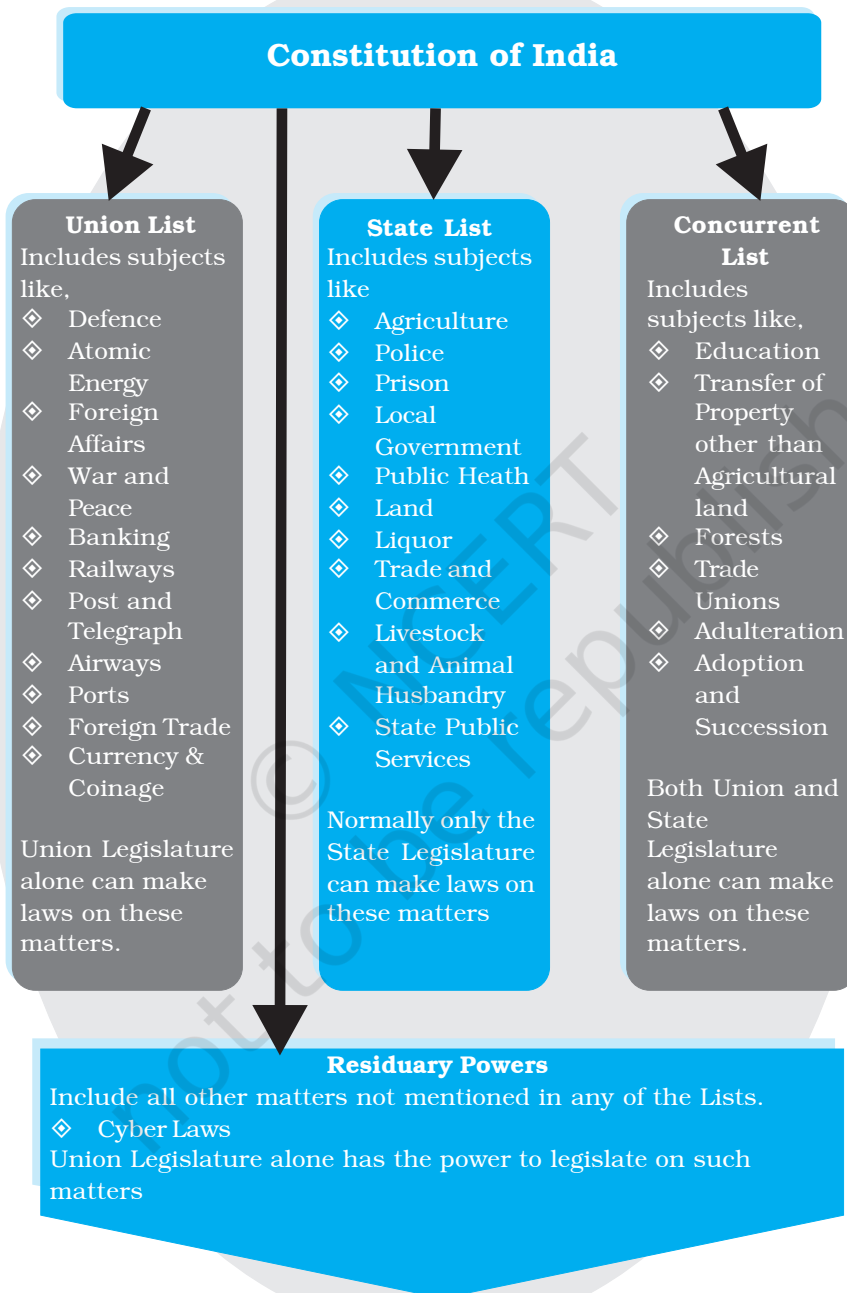 Constitution of India
Union List
Includes subjects
like,
Defence
Atomic
Energy
Foreign
Affairs
War and
Peace
Banking
Railways
Post and
Telegraph
Airways
Ports
Foreign Trade
Currency &
Coinage
Union Legislature
alone can make
laws on these
matters.
State List
Includes subjects
like
Agriculture
Police
Prison
Local
Government
Public Heath
Land
Liquor
Trade and
Commerce
Livestock
and Animal
Husbandry
State Public
Services
Normally only the
State Legislature
can make laws on
these matters
Concurrent
List
Includes
subjects like,
Education
Transfer of
Property
other than
Agricultural
land
Forests
Trade
Unions
Adulteration
Adoption
and
Succession
Both Union and
State
Legislature
alone can make
laws on these
matters.
Residuary Powers
Include all other matters not mentioned in any of the Lists.
Cyber Laws
Union Legislature alone has the power to legislate on such
matters
© NCERT
not to be republish